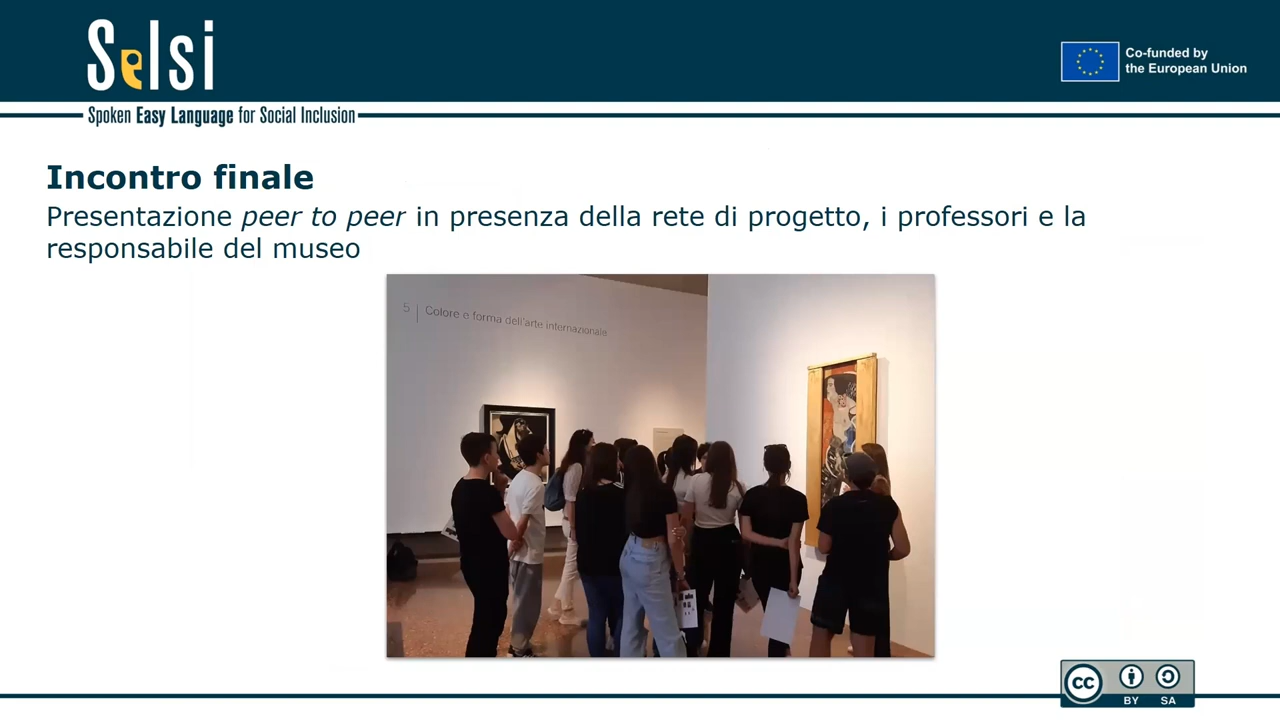 Selsi
Spoken Easy Language for Social Inclusion
Co-funded by
the European Union
Incontro finale
Presentazione peer to peer in presenza della rete di progetto, i professori e la
responsabile del museo
5 Colore e forma dell'arte internazionale
cc
BY SA